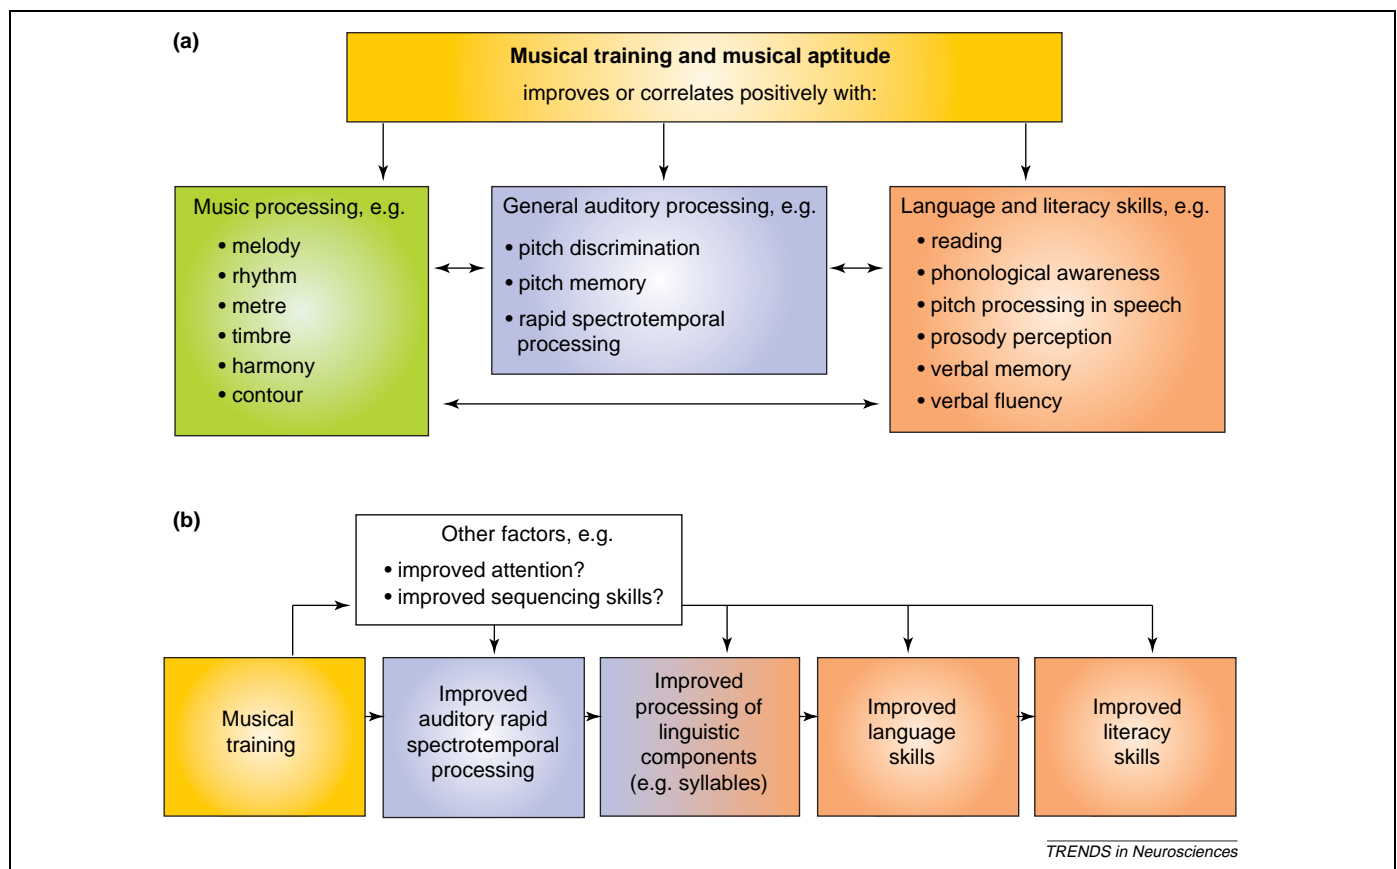 (a)
Musical training and musical aptitude
improves or correlates positively with:
Music processing, e.g.
• melody
• rhythm
• metre
• timbre
• harmony
• contour
General auditory processing, e.g.
• pitch discrimination
• pitch memory
• rapid spectrotemporal
processing
Language and literacy skills, e.g.
• reading
• phonological awareness
• pitch processing in speech
• prosody perception
• verbal memory
• verbal fluency
(b)
Other factors, e.g.
• improved attention?
• improved sequencing skills?
Musical
training
Improved
auditory rapid
spectrotemporal
processing
Improved
processing of
linguistic
components
(e.g. syllables)
Improved
language
skills
Improved
literacy
skills
TRENDS in Neurosciences